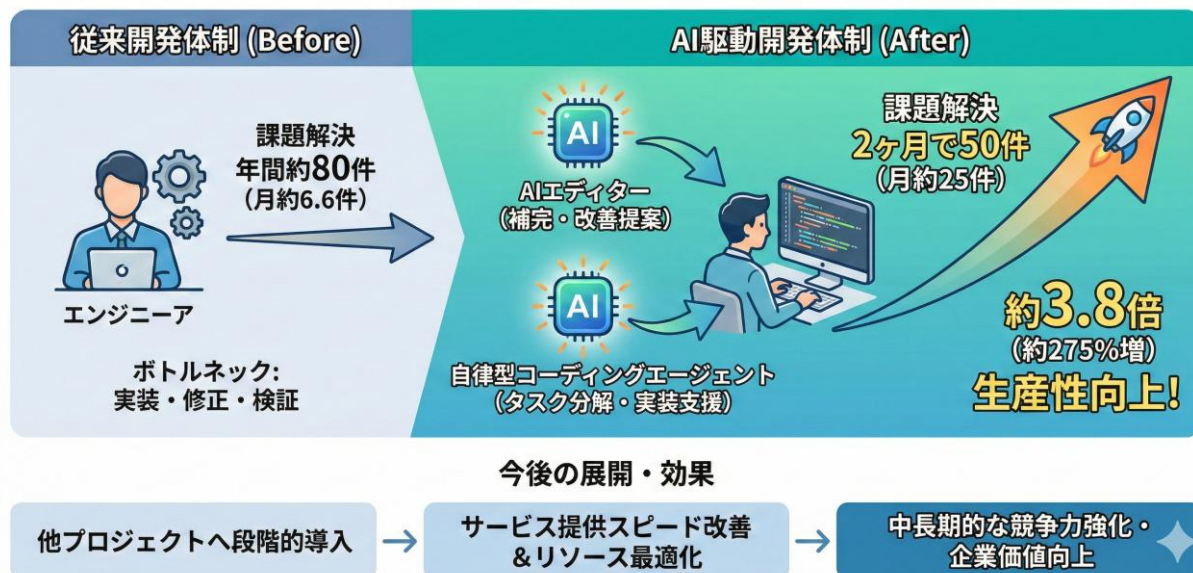 従来開発体制 (Before)
AI駆動開発体制 (After)
課題解決
年間約80件
(月約6.6件)
エンジニーア
ボトルネック:
実装・修正・検証
AI
AIエディター
(補完・改善提案)
AI
自律型コーディングエージェント
(タスク分解・実装支援)
課題解決
2ヶ月で50件
(月約25件)
約3.8倍
(約275%増)
生産性向上!
今後の展開・効果
他プロジェクトへ段階的導入
サービス提供スピード改善
&リソース最適化
中長期的な競争力強化・
企業価値向上